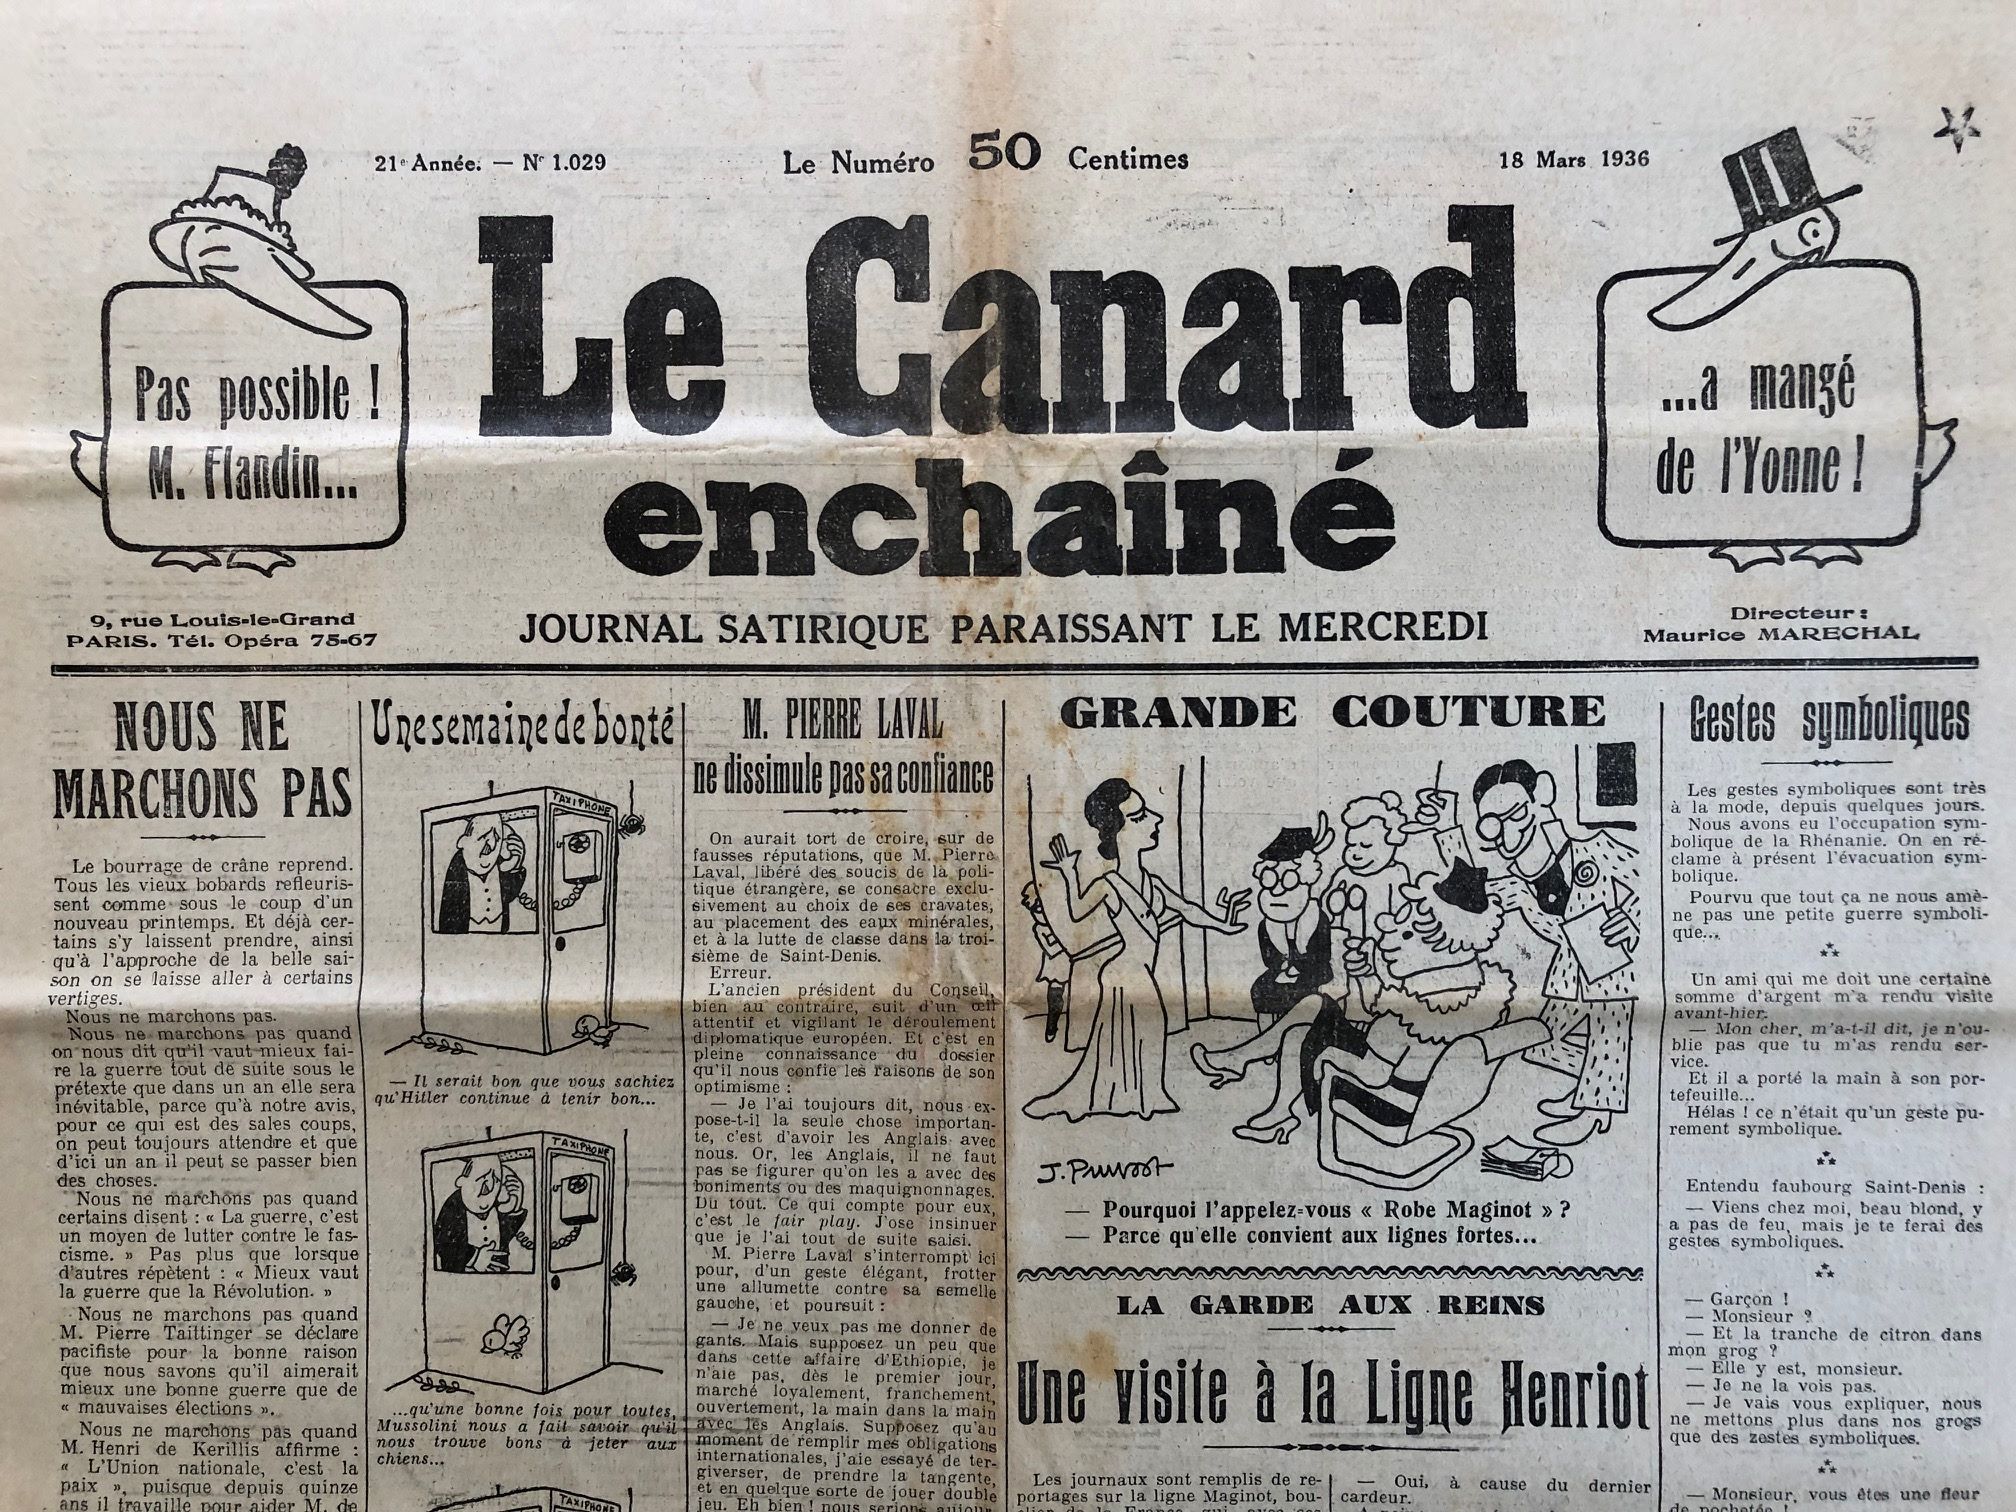 21e Année. — No 1.029
Le Numéro 50 Centimes
18 Mars 1936
Pas possible !
M. Flandin...
Le Canard
enchaîné
...a mangé
de l'Yonne !
9, rue Louis-le-Grand
PARIS. Tél. Opéra 75-67
JOURNAL SATIRIQUE PARAISSANT LE MERCREDI
Directeur :
Maurice MARECHAL
NOUS NE
MARCHONS PAS
Le bourrage de crâne reprend.
Tous les vieux bobards refleuris-
sent comme sous le coup d'un
nouveau printemps. Et déjà cer-
tains s'y laissent prendre, ainsi
qu'à l'approche de la belle sai-
son on se laisse aller à certains
vertiges.
Nous ne marchons pas.
Nous ne marchons pas quand
on nous dit qu'il vaut mieux fai-
re la guerre tout de suite sous le
prétexte que dans un an elle sera
inévitable, parce qu'à notre avis,
pour ce qui est des sales coups,
on peut toujours attendre et que
d'ici un an il peut se passer bien
des choses.
Nous ne marchons pas quand
certains disent : « La guerre, c'est
un moyen de lutter contre le fas-
cisme. » Pas plus que lorsque
d'autres répètent : « Mieux vaut
la guerre que la Révolution. »
Nous ne marchons pas quand
M. Pierre Taittinger se déclare
pacifiste pour la bonne raison
que nous savons qu'il aimerait
mieux une bonne guerre que de
« mauvaises élections ».
Nous ne marchons pas quand
M. Henri de Kerillis affirme :
« L'Union nationale, c'est la
paix », puisque depuis quinze
ans il travaille pour aider M. de
Une semaine de bonté
TAXIPHONE
— Il serait bon que vous sachiez
qu'Hitler continue à tenir bon...
TAXIPHONE
...qu'une bonne fois pour toutes,
Mussolini nous a fait savoir qu'il
nous trouve bons à jeter aux
chiens...
TAXIPHONE
M. PIERRE LAVAL
ne dissimule pas sa confiance
On aurait tort de croire, sur de
fausses réputations, que M. Pierre
Laval, libéré des soucis de la poli-
tique étrangère, se consacre exclu-
sivement au choix de ses cravates,
au placement des eaux minérales,
et à la lutte de classe dans la troi-
sième de Saint-Denis.
Erreur.
L'ancien président du Conseil,
bien au contraire, suit d'un œil
attentif et vigilant le déroulement
diplomatique européen. Et c'est en
pleine connaissance du dossier
qu'il nous confie les raisons de son
optimisme :
— Je l'ai toujours dit, nous ex-
pose-t-il la seule chose importan-
te, c'est d'avoir les Anglais avec
nous. Or, les Anglais, il ne faut
pas se figurer qu'on les a avec des
boniments ou des maquignonnages.
Du tout. Ce qui compte pour eux,
c'est le fair play. J'ose insinuer
que je l'ai tout de suite saisi.
M. Pierre Laval s'interrompt ici
pour, d'un geste élégant, frotter
une allumette contre sa semelle
gauche, et poursuit :
— Je ne veux pas me donner de
gants. Mais supposez un peu que
dans cette affaire d'Ethiopie, je
n'aie pas, dès le premier jour,
marché loyalement, franchement,
ouvertement, la main dans la main
avec les Anglais. Supposez qu'au
moment de remplir mes obligations
internationales, j'aie essayé de ter-
giverser, de prendre la tangente,
et en quelque sorte de jouer double
jeu. Eh bien ! nous serions aujour-
GRANDE COUTURE
J. Pruvost
— Pourquoi l'appelez-vous « Robe Maginot » ?
— Parce qu'elle convient aux lignes fortes...
LA GARDE AUX REINS
Une visite à la Ligne Henriot
Les journaux sont remplis de re-
portages sur la ligne Maginot, bou-
— Oui, à cause du dernier
cardeur.
Gestes symboliques
Les gestes symboliques sont très
à la mode, depuis quelques jours.
Nous avons eu l'occupation sym-
bolique de la Rhénanie. On en ré-
clame à présent l'évacuation sym-
bolique.
Pourvu que tout ça ne nous amè-
ne pas une petite guerre symboli-
que...
Un ami qui me doit une certaine
somme d'argent m'a rendu visite
avant-hier.
— Mon cher, m'a-t-il dit, je n'ou-
blie pas que tu m'as rendu ser-
vice.
Et il a porté la main à son por-
tefeuille...
Hélas ! ce n'était qu'un geste pu-
rement symbolique.
Entendu faubourg Saint-Denis :
— Viens chez moi, beau blond, y
a pas de feu, mais je te ferai des
gestes symboliques.
— Garçon !
— Monsieur ?
— Et la tranche de citron dans
mon grog ?
— Elle y est, monsieur.
— Je ne la vois pas.
— Je vais vous expliquer, nous
ne mettons plus dans nos grogs
que des zestes symboliques.
— Monsieur, vous êtes une fleur